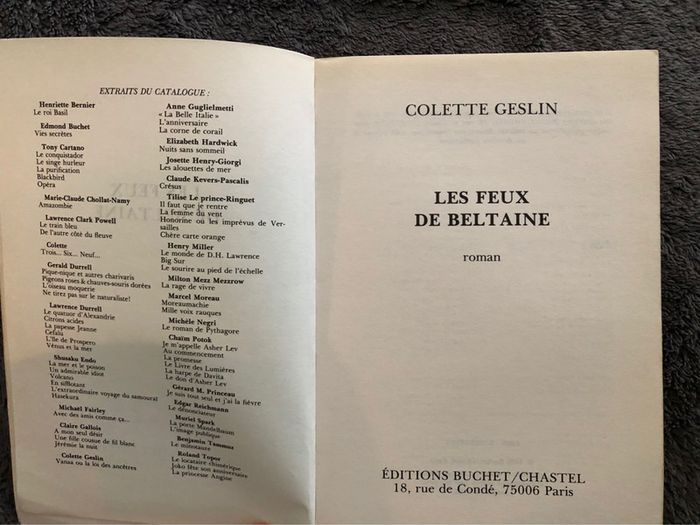 EXTRAITS DU CATALOGUE :
Henriette Bernier
Le roi Basil
Edmond Buchet
Vies secrètes
Tony Cartano
Le conquistador
Le singe hurleur
La purification
Blackbird
Opéra
Marie-Claude Chollat-Namy
Amazombie
Lawrence Clark Powell
Le train bleu
De l'autre côté du fleuve
Colette
Trois... Six... Neuf...
Gerald Durrell
Pique-nique et autres charivaris
Pigeons roses & chauves-souris dorées
L'oiseau moquerie
Ne tirez pas sur le naturaliste!
Lawrence Durrell
Le quatuor d'Alexandrie
Citrons acides
La papesse Jeanne
Cefalu
L'île de Prospero
Vénus et la mer
Shusaku Endo
La mer et le poison
Un admirable idiot
Volcano
En sifflotant
L'extraordinaire voyage du samouraï
Hasekura
Michael Fairley
Avec des amis comme ça...
Claire Gallois
A mon seul désir
Une fille cousue de fil blanc
Jérémie la nuit
Colette Geslin
Vanaa ou la loi des ancêtres
Anne Guglielmetti
« La Belle Italie »
L'anniversaire
La corne de corail
Elizabeth Hardwick
Nuits sans sommeil
Josette Henry-Giorgi
Les alouettes de mer
Claude Kevers-Pascalis
Crésus
Tilise Le prince-Ringuet
Il faut que je rentre
La femme du vent
Honorine ou les imprévus de Ver-
sailles
Chère carte orange
Henry Miller
Le monde de D.H. Lawrence
Big Sur
Le sourire au pied de l'échelle
Milton Mezz Mezzrow
La rage de vivre
Marcel Moreau
Moreaumachie
Mille voix rauques
Michèle Negri
Le roman de Pythagore
Chaïm Potok
Je m'appelle Asher Lev
Au commencement
La promesse
Le Livre des Lumières
La harpe de Davita
Le don d'Asher Lev
Gérard M. Princeau
Je suis tout seul et j'ai la fièvre
Edgar Reichmann
Le dénonciateur
Muriel Spark
La porte Mandelbaum
L'image publique
Benjamin Tammuz
Le minotaure
Roland Topor
Le locataire chimérique
Joko fête son anniversaire
La princesse Angine
COLETTE GESLIN
LES FEUX
DE BELTAINE
roman
ÉDITIONS BUCHET/CHASTEL
18, rue de Condé, 75006 Paris